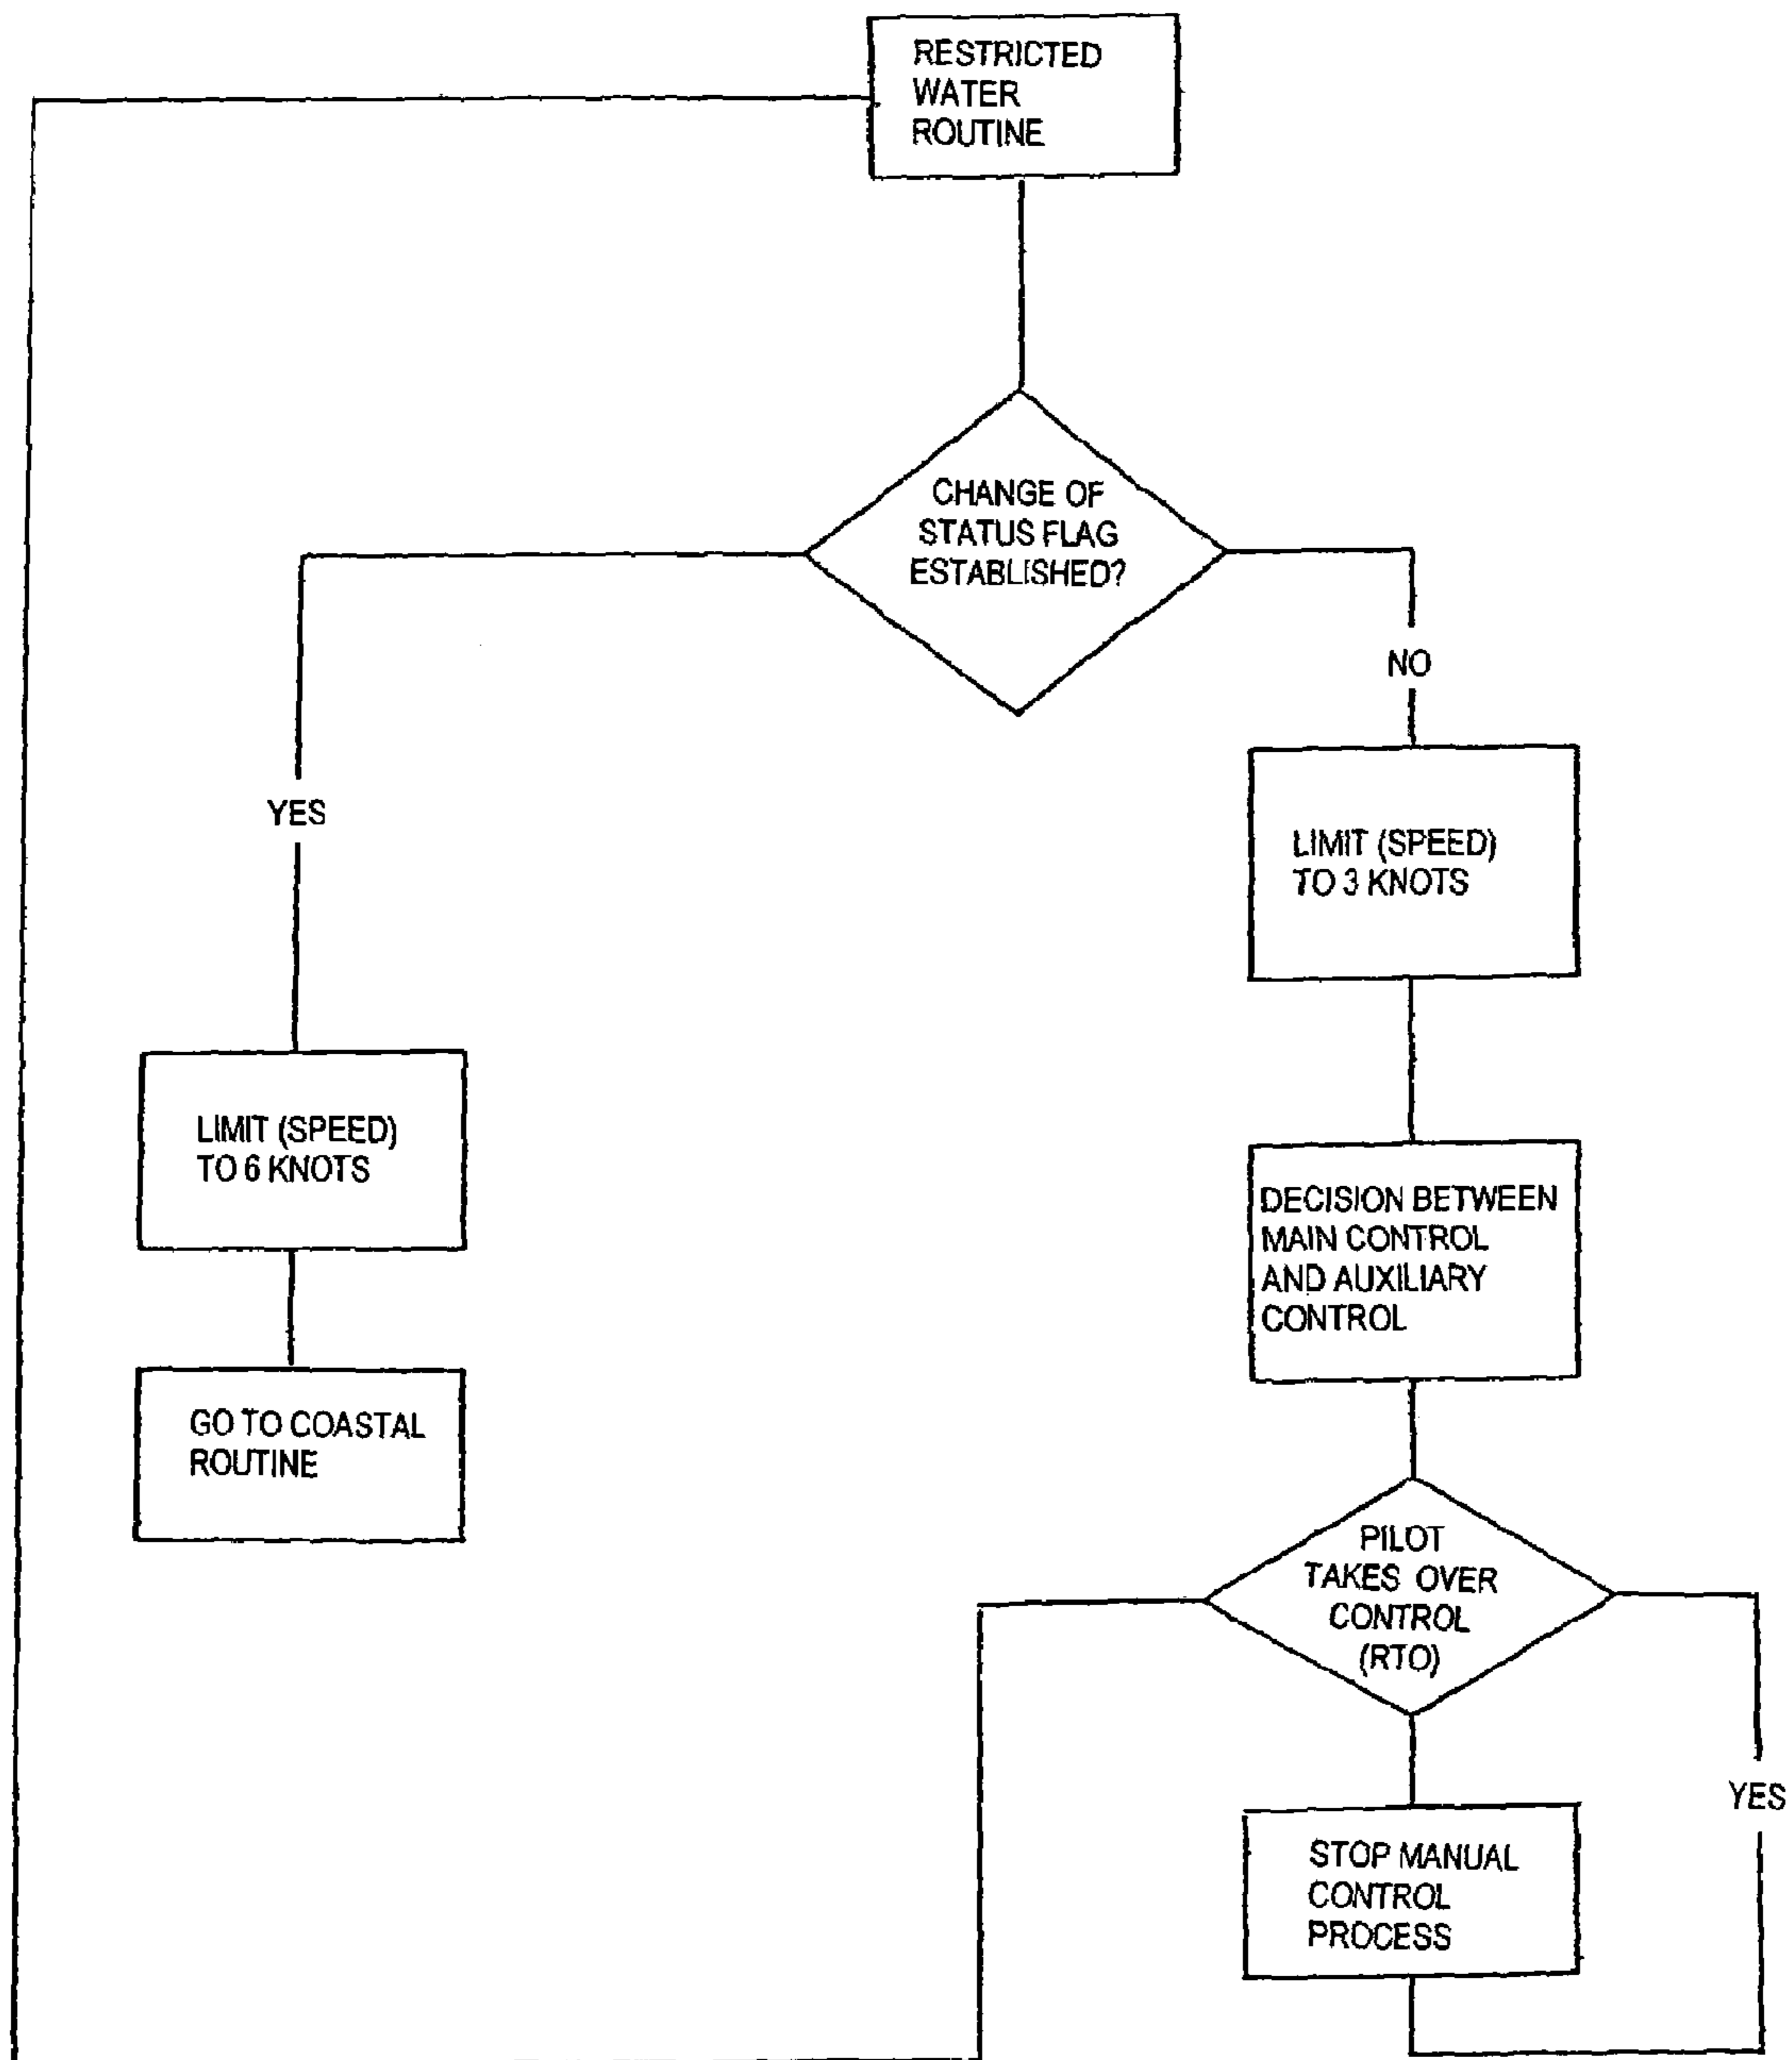 RESTRICTED
WATER
ROUTINE
CHANGE OF
STATUS FLAG
ESTABLISHED?
YES
NO
LIMIT (SPEED)
TO 3 KNOTS
LIMIT (SPEED)
TO 6 KNOTS
DECISION BETWEEN
MAIN CONTROL
AND AUXILIARY
CONTROL
GO TO COASTAL
ROUTINE
PILOT
TAKES OVER
CONTROL
(RTO)
YES
STOP MANUAL
CONTROL
PROCESS